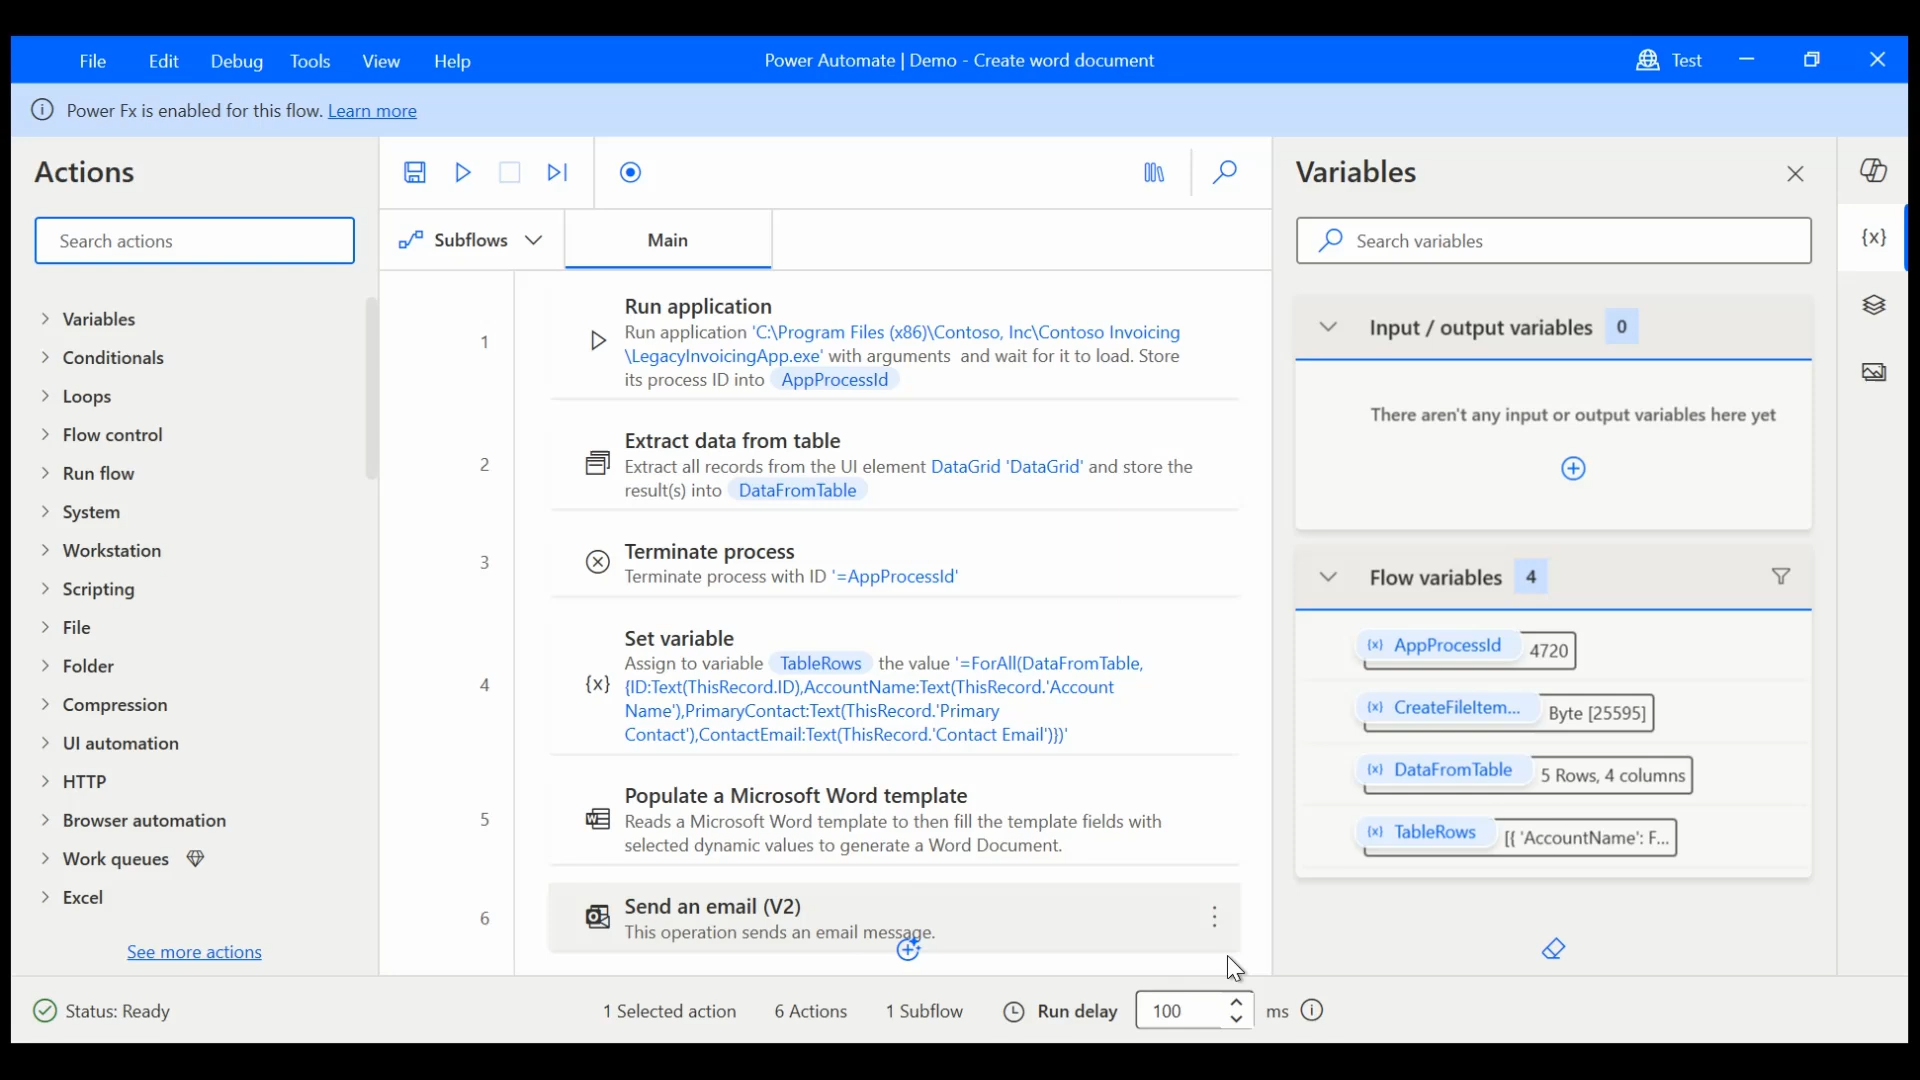 File Edit Debug Tools View Help
Power Automate | Demo - Create word document
Test
Power Fx is enabled for this flow. Learn more
Actions
Search actions
Variables
Conditionals
Loops
Flow control
Run flow
System
Workstation
Scripting
File
Folder
Compression
UI automation
HTTP
Browser automation
Work queues
Excel
See more actions
Subflows
Main
1
Run application
Run application 'C:\Program Files (x86)\Contoso, Inc\Contoso Invoicing
\LegacyInvoicingApp.exe' with arguments and wait for it to load. Store
its process ID into AppProcessId
2
Extract data from table
Extract all records from the UI element DataGrid 'DataGrid' and store the
result(s) into DataFromTable
3
Terminate process
Terminate process with ID '=AppProcessId'
4
Set variable
{x}
Assign to variable TableRows the value '=ForAll(DataFromTable,
{ID:Text(ThisRecord.ID),AccountName:Text(ThisRecord.'Account
Name'),PrimaryContact:Text(ThisRecord.'Primary
Contact'),ContactEmail:Text(ThisRecord.'Contact Email')})'
5
Populate a Microsoft Word template
Reads a Microsoft Word template to then fill the template fields with
selected dynamic values to generate a Word Document.
6
Send an email (V2)
This operation sends an email message.
Variables
Search variables
Input / output variables 0
There aren't any input or output variables here yet
Flow variables 4
{x} AppProcessId 4720
{x} CreateFileItem... Byte [25595]
{x} DataFromTable 5 Rows, 4 columns
{x} TableRows [{ 'AccountName': F...
{x}
Status: Ready
1 Selected action
6 Actions
1 Subflow
Run delay
100
ms